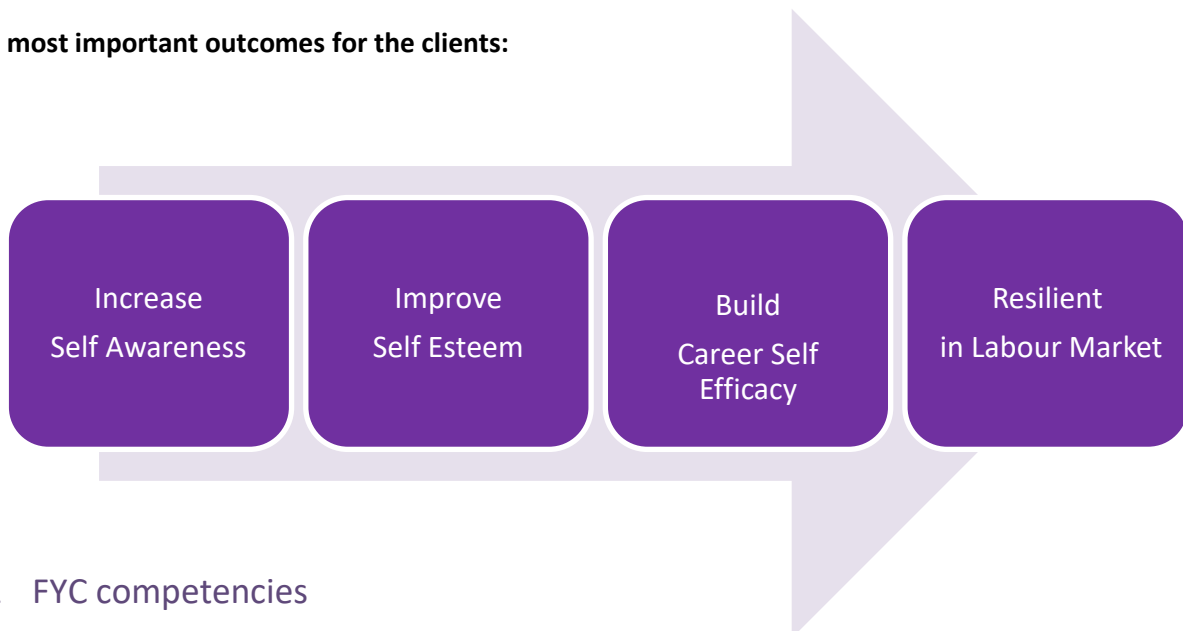 most important outcomes for the clients:
Increase
Self Awareness
Improve
Self Esteem
Build
Career Self
Efficacy
Resilient
in Labour Market
FYC competencies